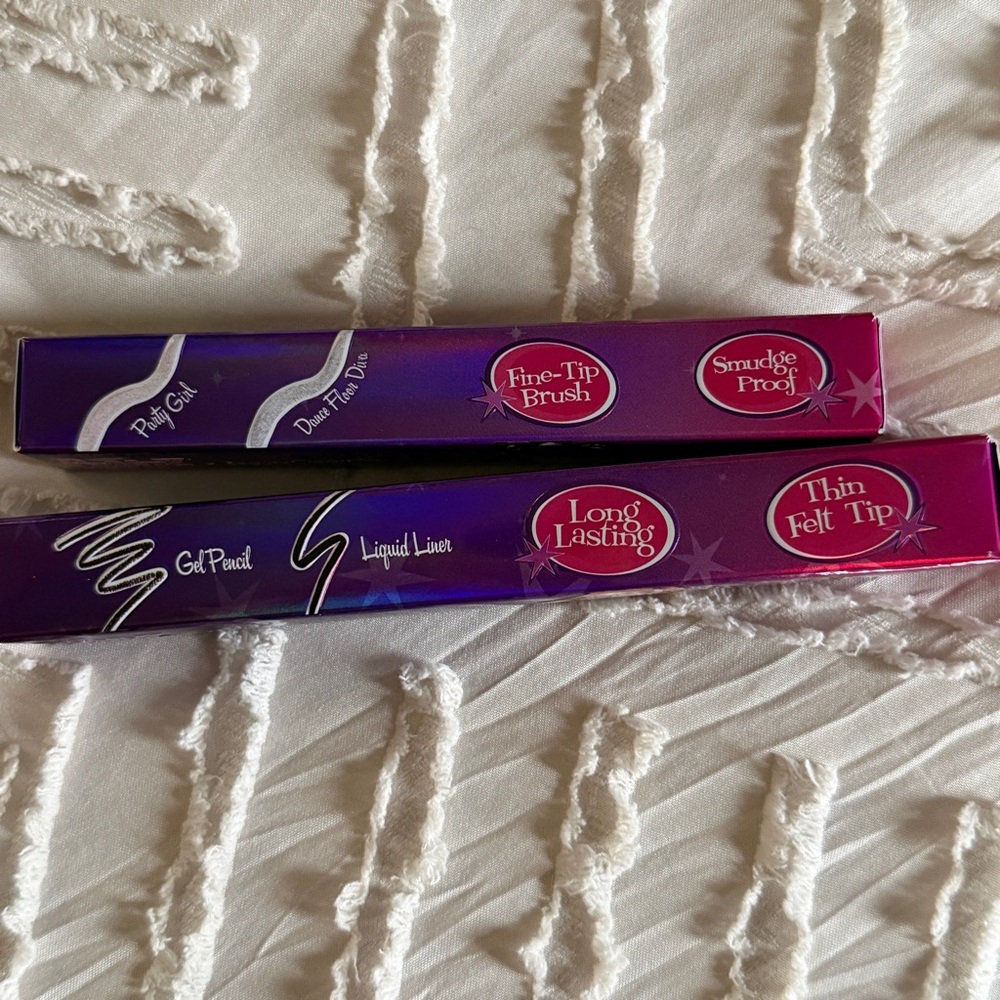 Party Girl
Dance Floor Diva
Fine-Tip
Brush
Smudge
Proof
Gel Pencil
Liquid Liner
Long
Lasting
Thin
Felt Tip